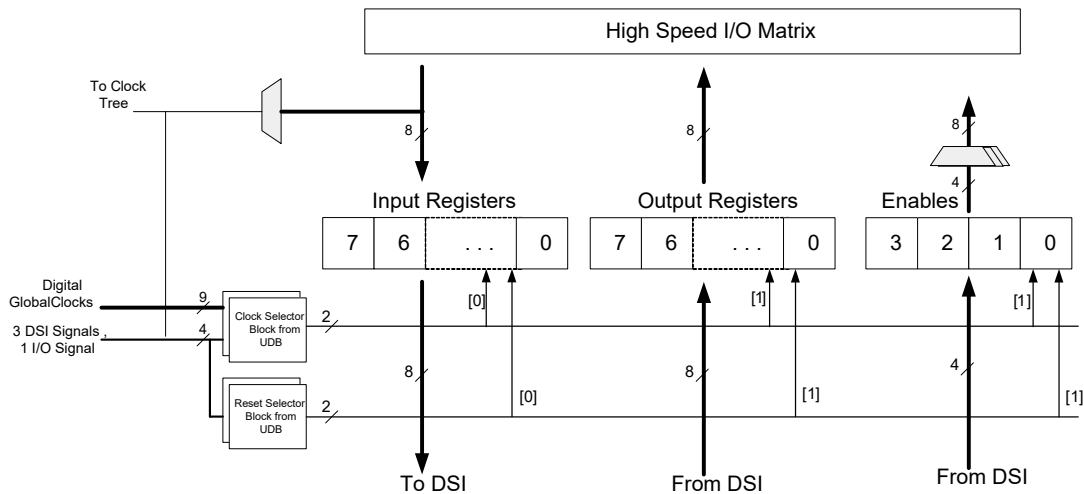 High Speed I/O Matrix
To Clock
Tree
8
8
8
4
Input Registers
Output Registers
Enables
7 6 . . . 0
7 6 . . . 0
3 2 1 0
Digital
GlobalClocks
9
3 DSI Signals ,
1 I/O Signal
4
Clock Selector
Block from
UDB
2
[0]
[1]
[1]
Reset Selector
Block from
UDB
2
8
[0]
8
[1]
4
[1]
To DSI
From DSI
From DSI